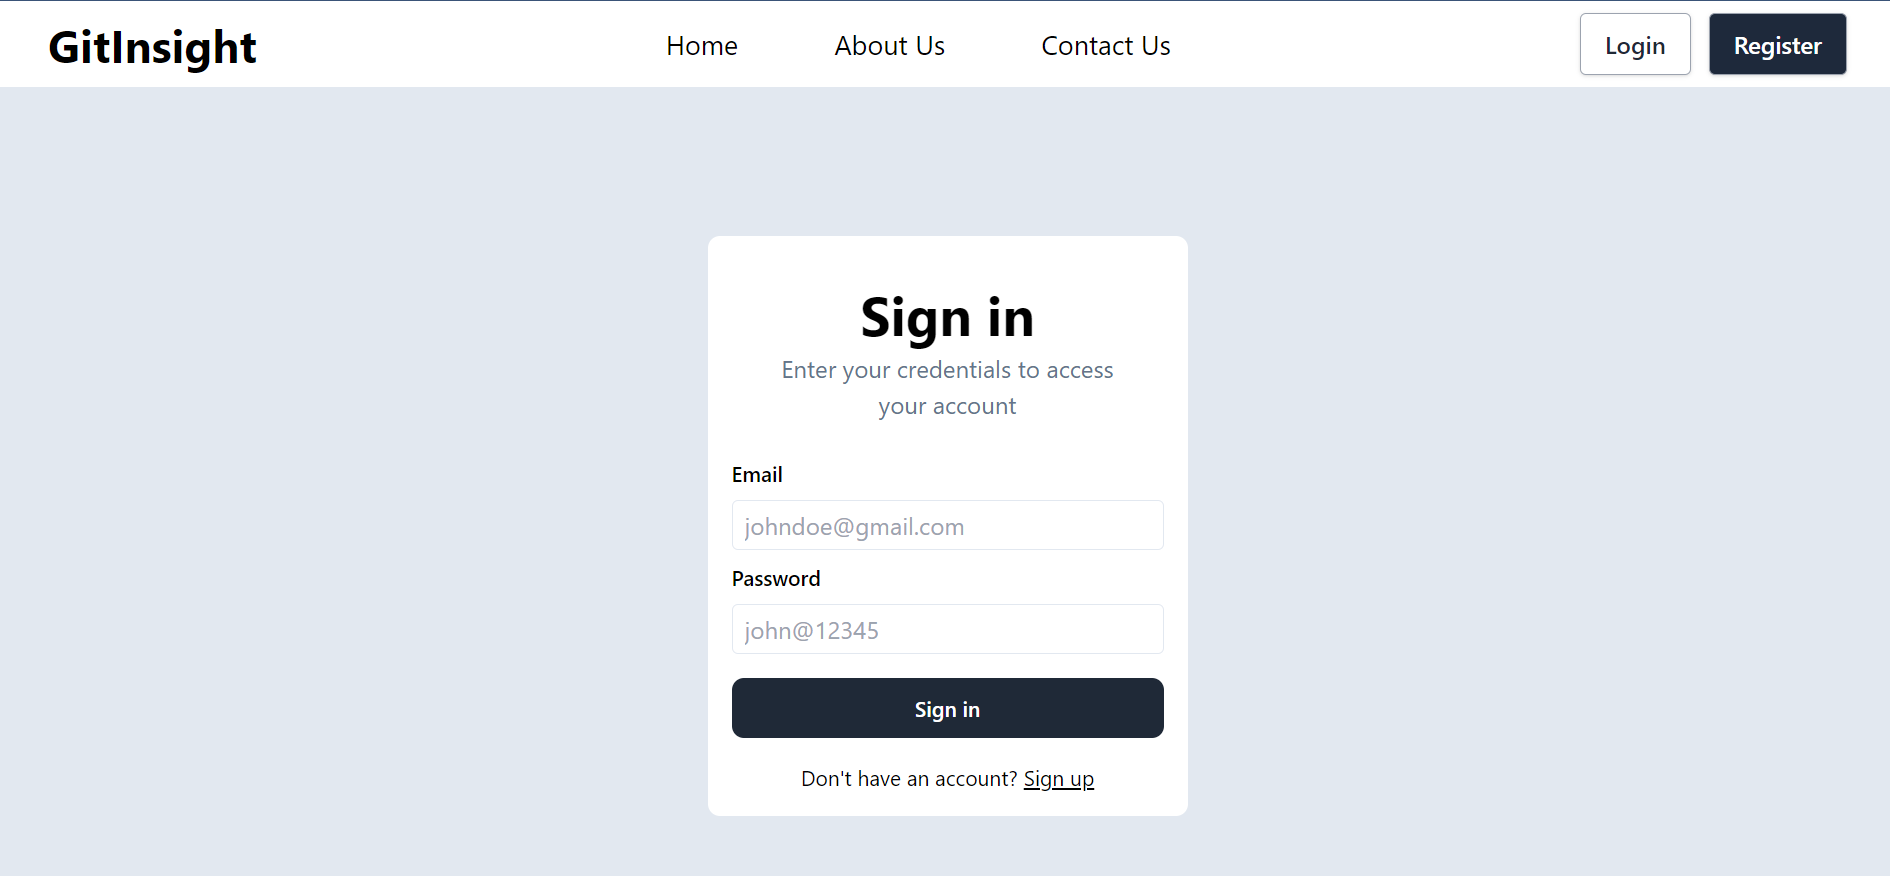 GitInsight
Home About Us Contact Us
Login Register
Sign in
Enter your credentials to access
your account
Email
johndoe@gmail.com
Password
john@12345
Sign in
Don't have an account? Sign up